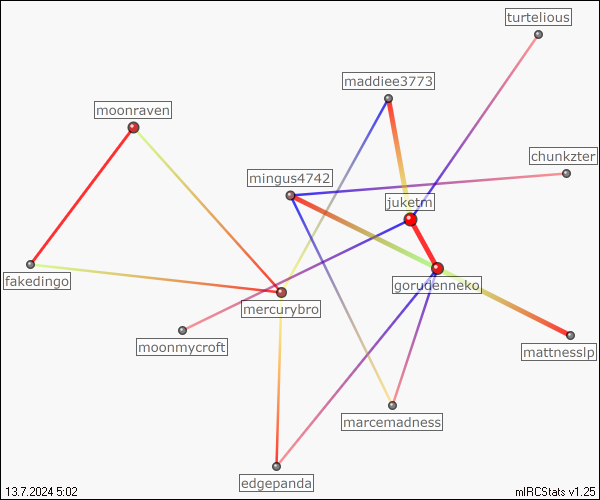 turtelious
maddiee3773
moonraven
chunkzter
mingus4742
juketm
fakedingo
gorudenneko
mercurybro
moonmycroft
mattnesslp
marcemadness
edgepanda
13.7.2024 5:02
mIRCStats v1.25